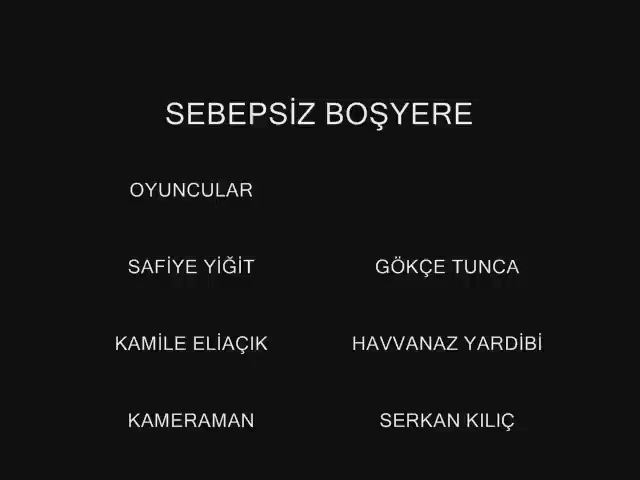 SEBEPSİZ BOŞYERE
OYUNCULAR
SAFİYE YİĞİT GÖKÇE TUNCA
KAMİLE ELİAÇIK HAVVANAZ YARDİBİ
KAMERAMAN SERKAN KILIÇ